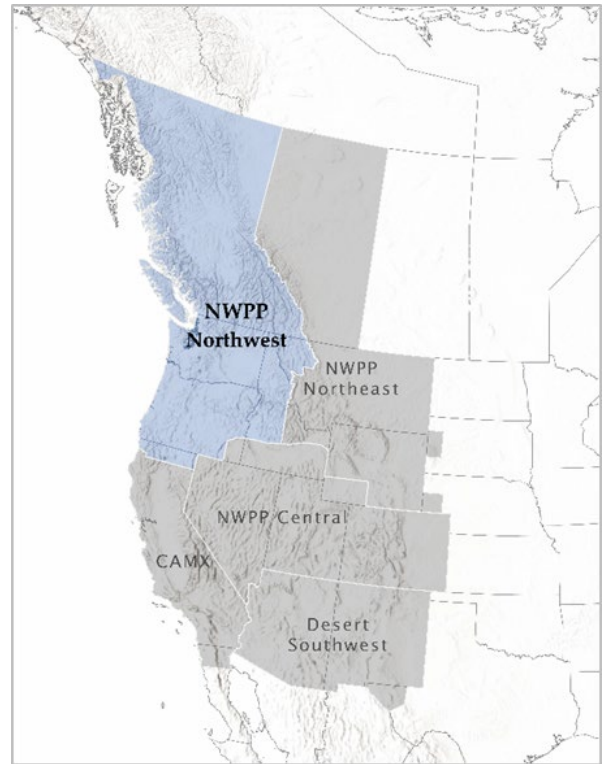 NWPP
Northwest
NWPP
Northeast
NWPP Central
CAMX
Desert
Southwest